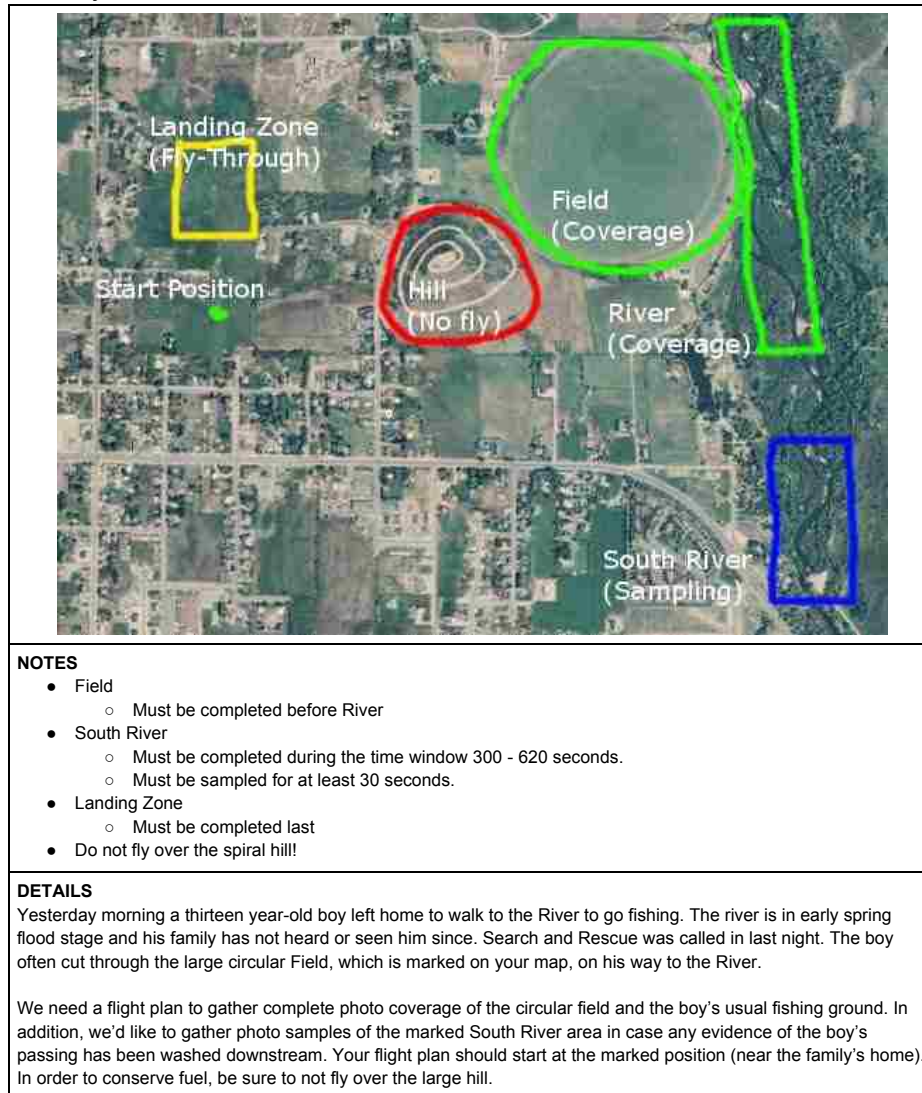 Landing Zone
(Fly-Through)
Field
(Coverage)
Start Position
Hill
(No fly)
River
(Coverage)
South River
(Sampling)
NOTES
● Field
○ Must be completed before River
● South River
○ Must be completed during the time window 300 - 620 seconds.
○ Must be sampled for at least 30 seconds.
● Landing Zone
○ Must be completed last
● Do not fly over the spiral hill!
DETAILS
Yesterday morning a thirteen year-old boy left home to walk to the River to go fishing. The river is in early spring
flood stage and his family has not heard or seen him since. Search and Rescue was called in last night. The boy
often cut through the large circular Field, which is marked on your map, on his way to the River.
We need a flight plan to gather complete photo coverage of the circular field and the boy's usual fishing ground. In
addition, we'd like to gather photo samples of the marked South River area in case any evidence of the boy's
passing has been washed downstream. Your flight plan should start at the marked position (near the family's home).
In order to conserve fuel, be sure to not fly over the large hill.